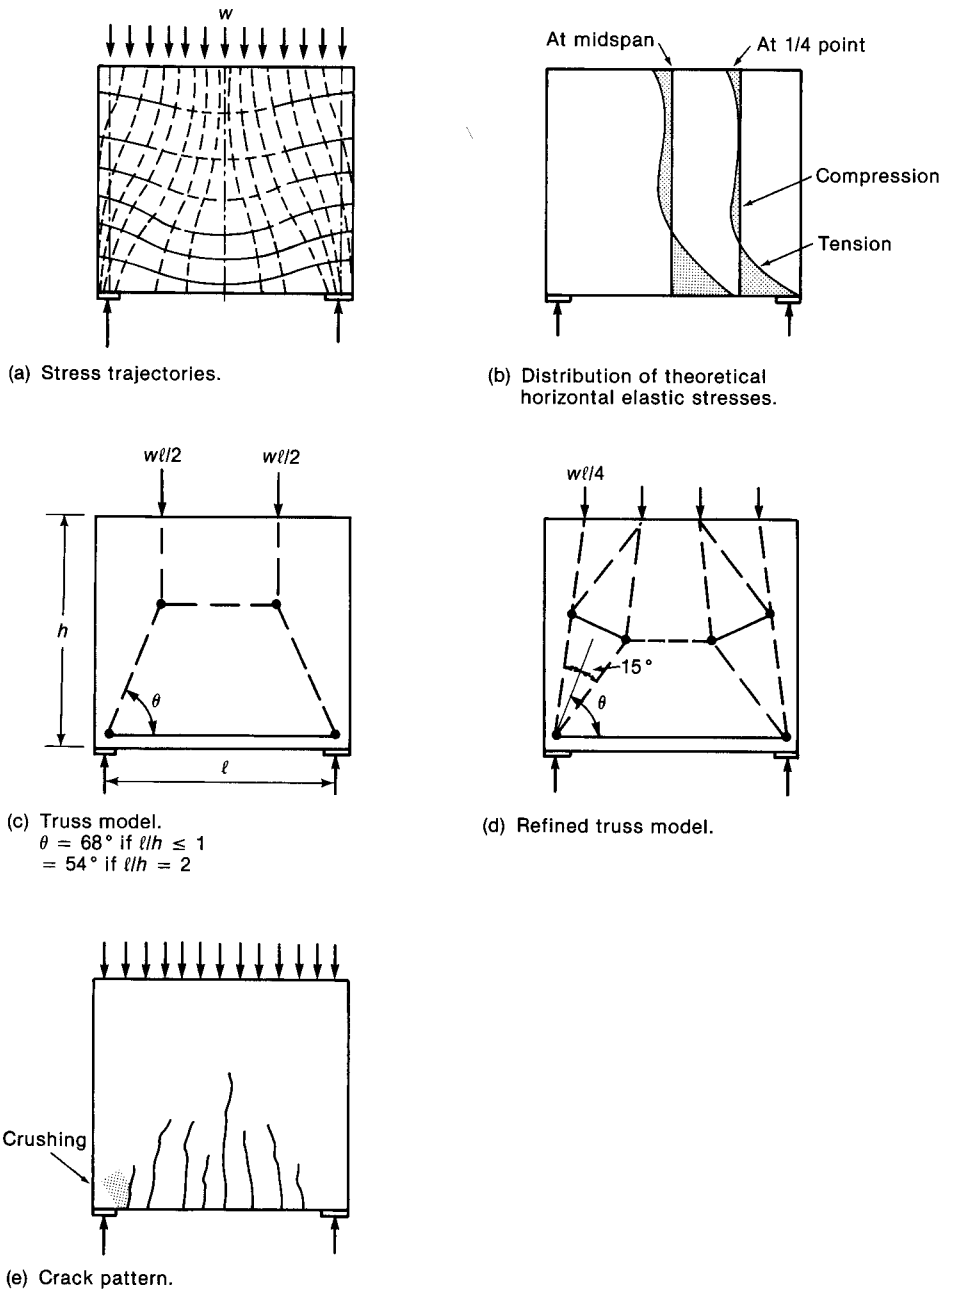 w
(a) Stress trajectories.
At midspan
At 1/4 point
Compression
Tension
(b) Distribution of theoretical
horizontal elastic stresses.
wℓ/2
wℓ/2
h
θ
ℓ
(c) Truss model.
θ = 68° if ℓ/h ≤ 1
= 54° if ℓ/h = 2
wℓ/4
15°
θ
(d) Refined truss model.
Crushing
(e) Crack pattern.